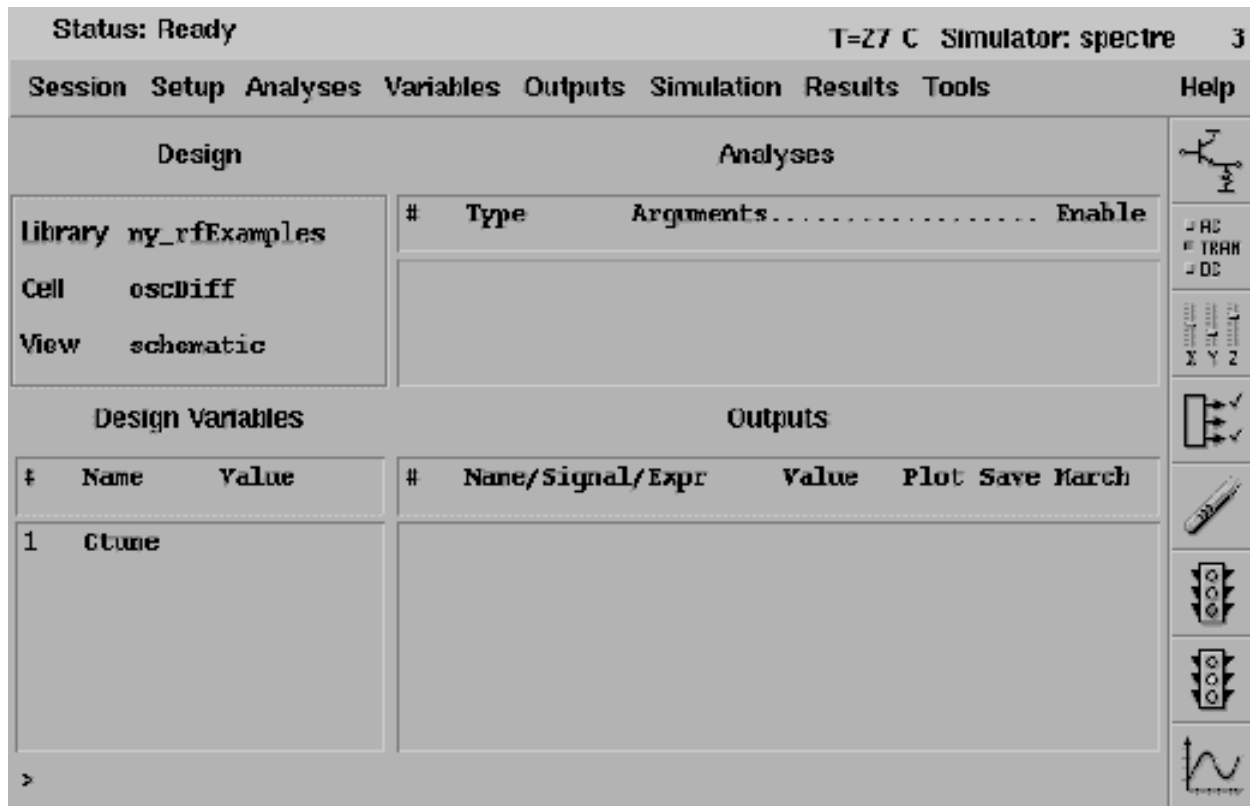 Status: Ready T=27 C Simulator: spectre 3
Session Setup Analyses Variables Outputs Simulation Results Tools Help
Design
Analyses
Library my_rfExamples
Cell oscDiff
View schematic
# Type Arguments................... Enable
AC
TRAN
DC
X Y Z
Design Variables
Outputs
# Name Value
# Name/Signal/Expr Value Plot Save March
1 Ctune
>